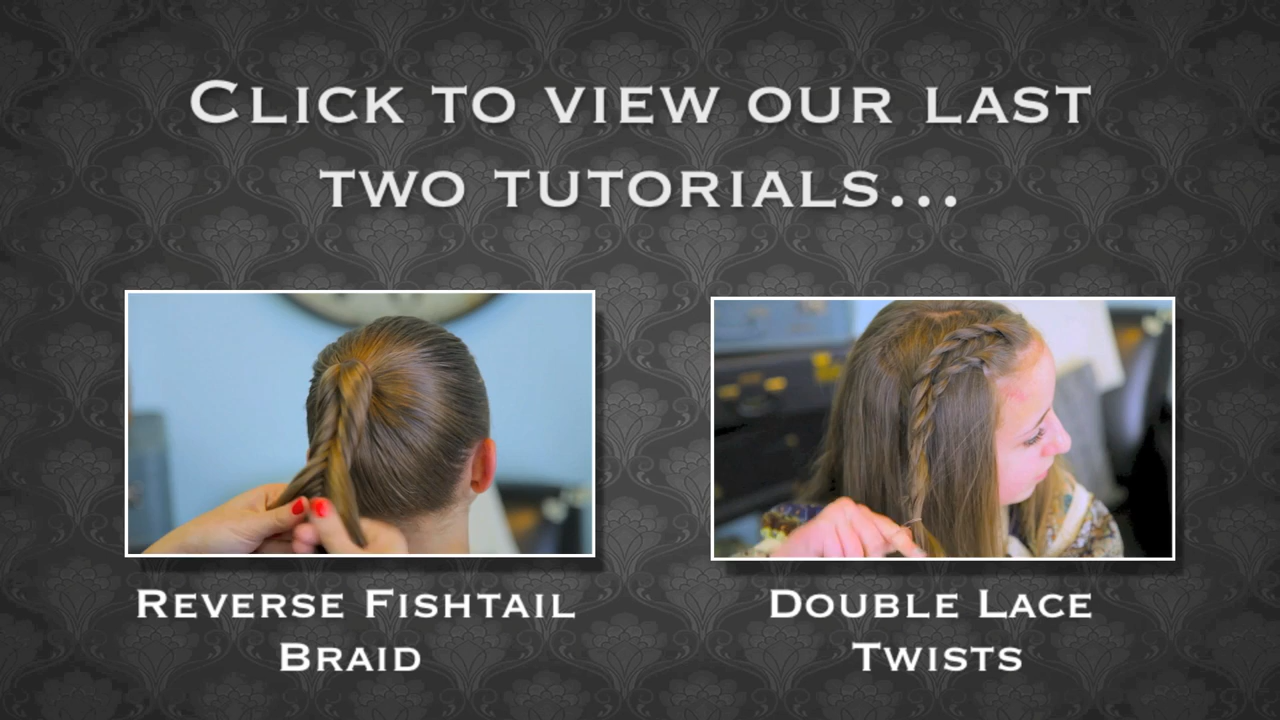 Click to view our last
two tutorials...
Reverse Fishtail
Braid
Double Lace
Twists